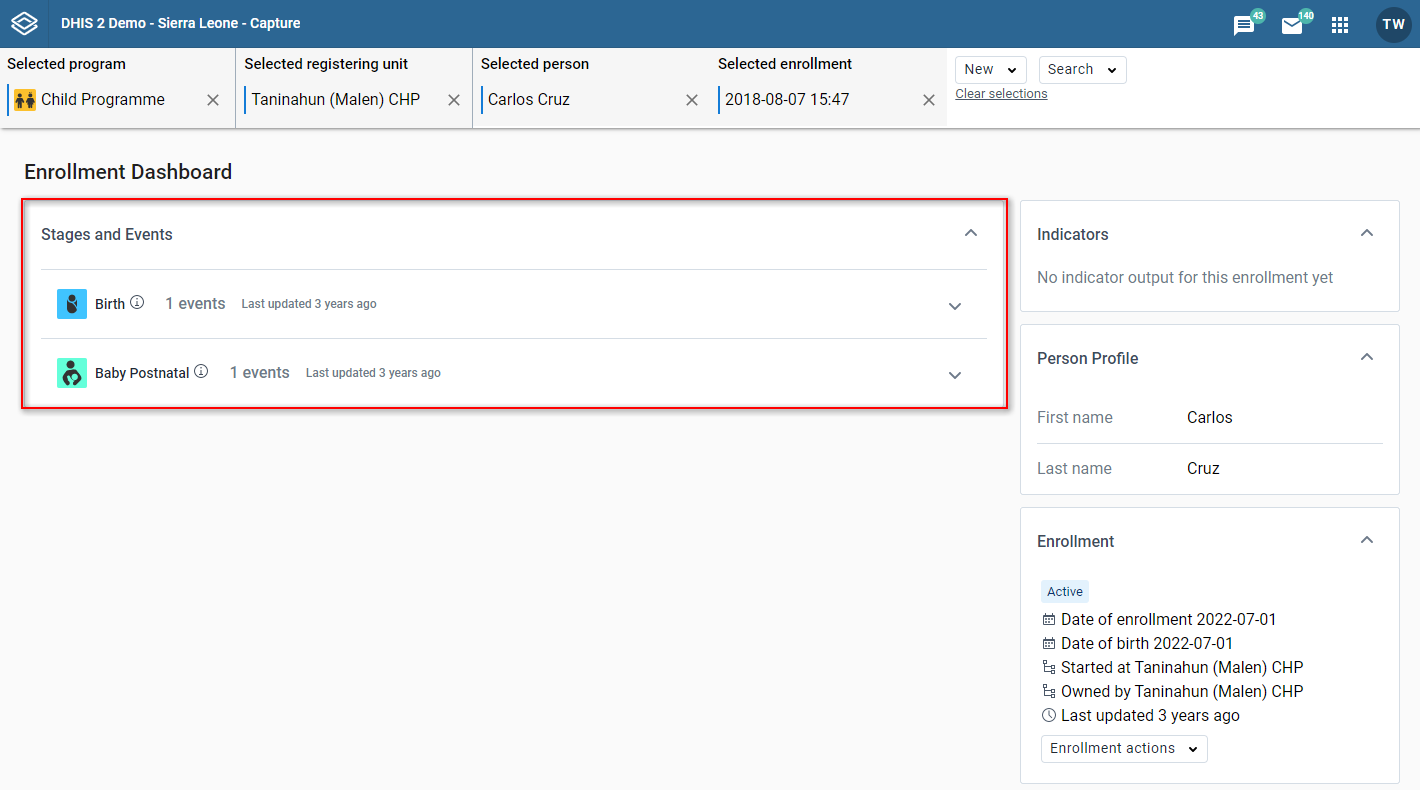 DHIS 2 Demo - Sierra Leone - Capture
43
140
TW
Selected program
Child Programme
Selected registering unit
Taninahun (Malen) CHP
Selected person
Carlos Cruz
Selected enrollment
2018-08-07 15:47
New
Search
Clear selections
Enrollment Dashboard
Stages and Events
Birth 1 events Last updated 3 years ago
Baby Postnatal 1 events Last updated 3 years ago
Indicators
No indicator output for this enrollment yet
Person Profile
First name Carlos
Last name Cruz
Enrollment
Active
Date of enrollment 2022-07-01
Date of birth 2022-07-01
Started at Taninahun (Malen) CHP
Owned by Taninahun (Malen) CHP
Last updated 3 years ago
Enrollment actions